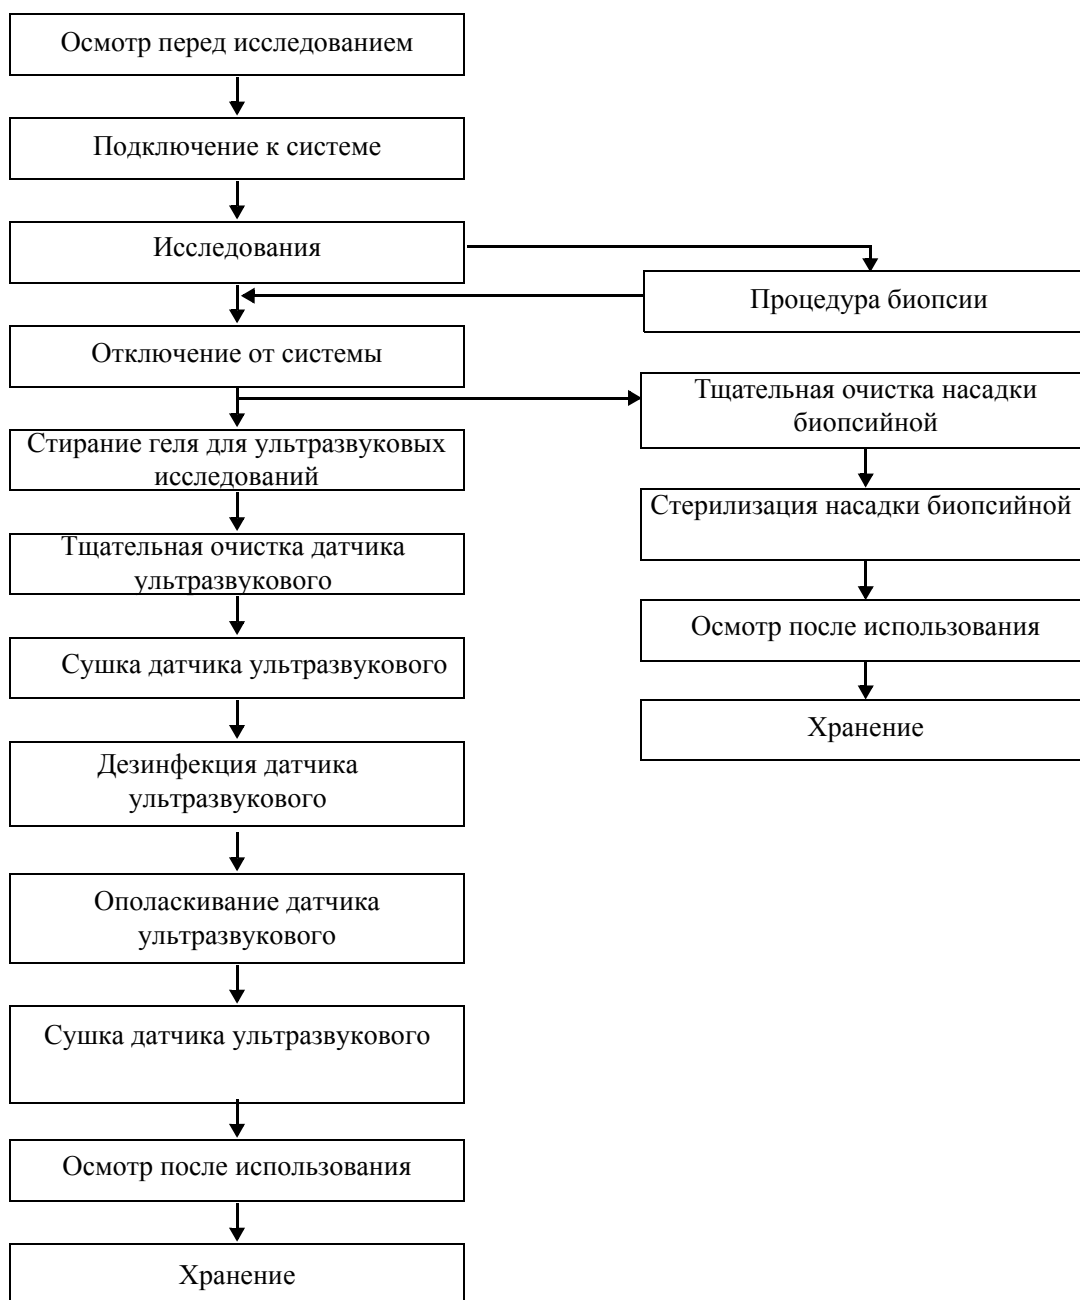 Осмотр перед исследованием
Подключение к системе
Исследования
Процедура биопсии
Отключение от системы
Стирание геля для ультразвуковых
исследований
Тщательная очистка датчика
ультразвукового
Сушка датчика ультразвукового
Дезинфекция датчика
ультразвукового
Ополаскивание датчика
ультразвукового
Сушка датчика ультразвукового
Осмотр после использования
Хранение
Тщательная очистка насадки
биопсийной
Стерилизация насадки биопсийной
Осмотр после использования
Хранение